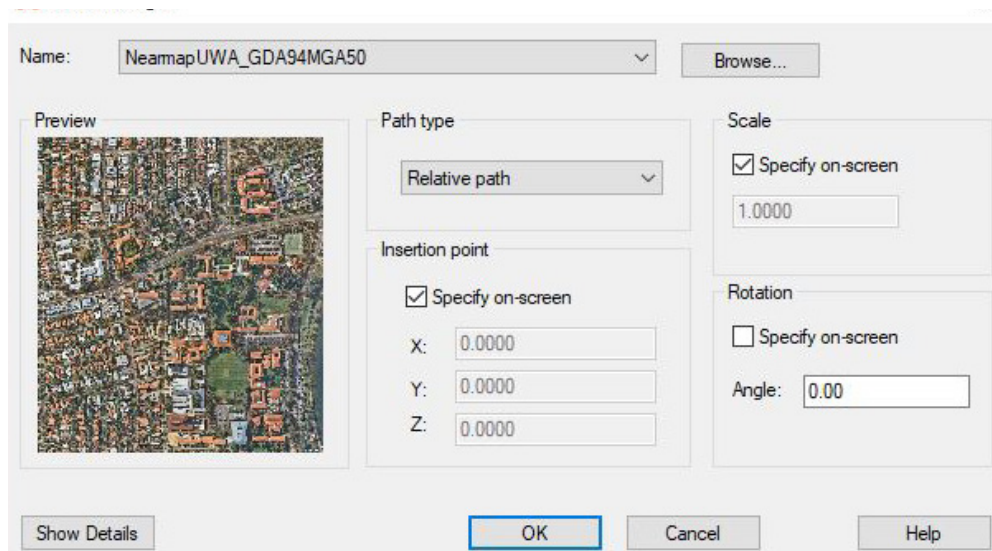 Name:
NearmapUWA_GDA94MGA50
Browse...
Preview
Path type
Relative path
Scale
Specify on-screen
1.0000
Insertion point
Specify on-screen
X:
0.0000
Y:
0.0000
Z:
0.0000
Rotation
Specify on-screen
Angle:
0.00
Show Details
OK
Cancel
Help